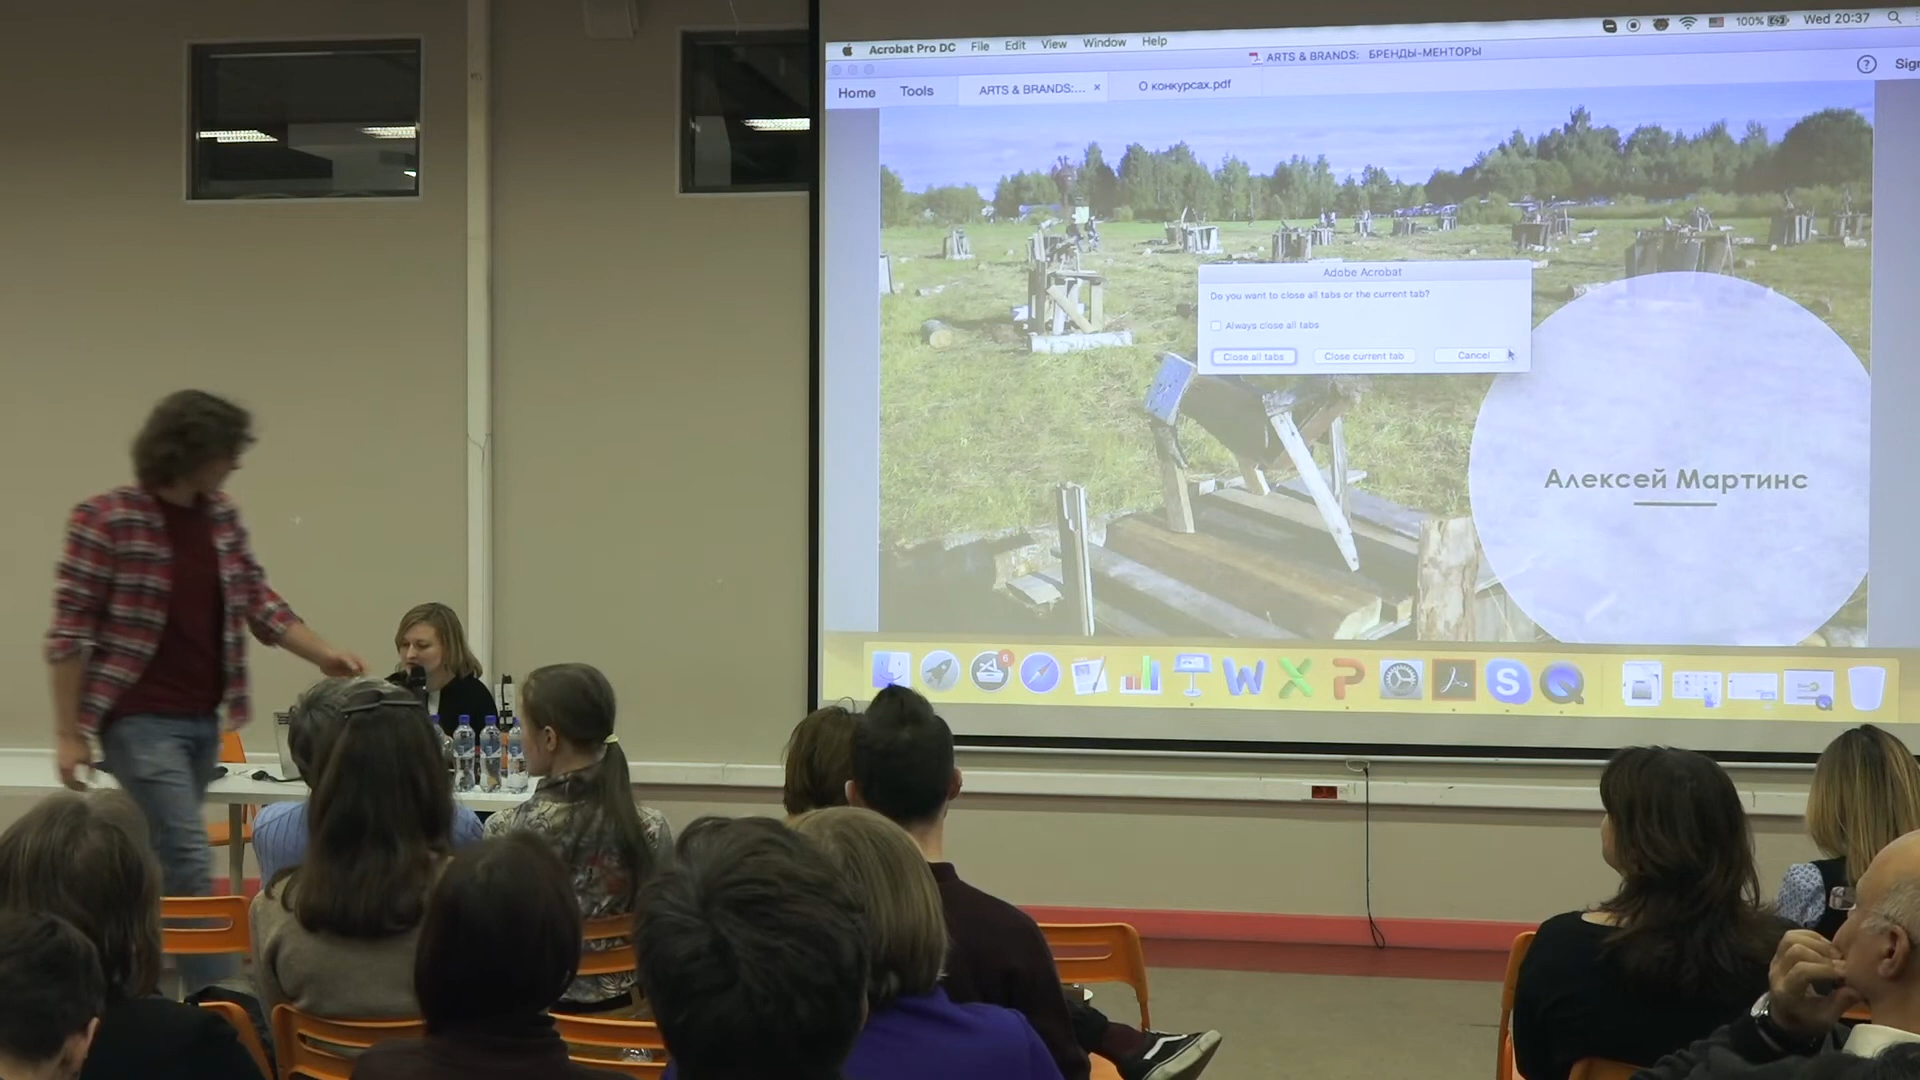 Acrobat Pro DC File Edit View Window Help
100% Wed 20:37
ARTS & BRANDS: БРЕНДЫ-МЕНТОРЫ
Home Tools ARTS & BRANDS:... × О конкурсах.pdf
? Sig
Adobe Acrobat
Do you want to close all tabs or the current tab?
Always close all tabs
Close all tabs Close current tab Cancel
Алексей Мартинс
6
W X P S